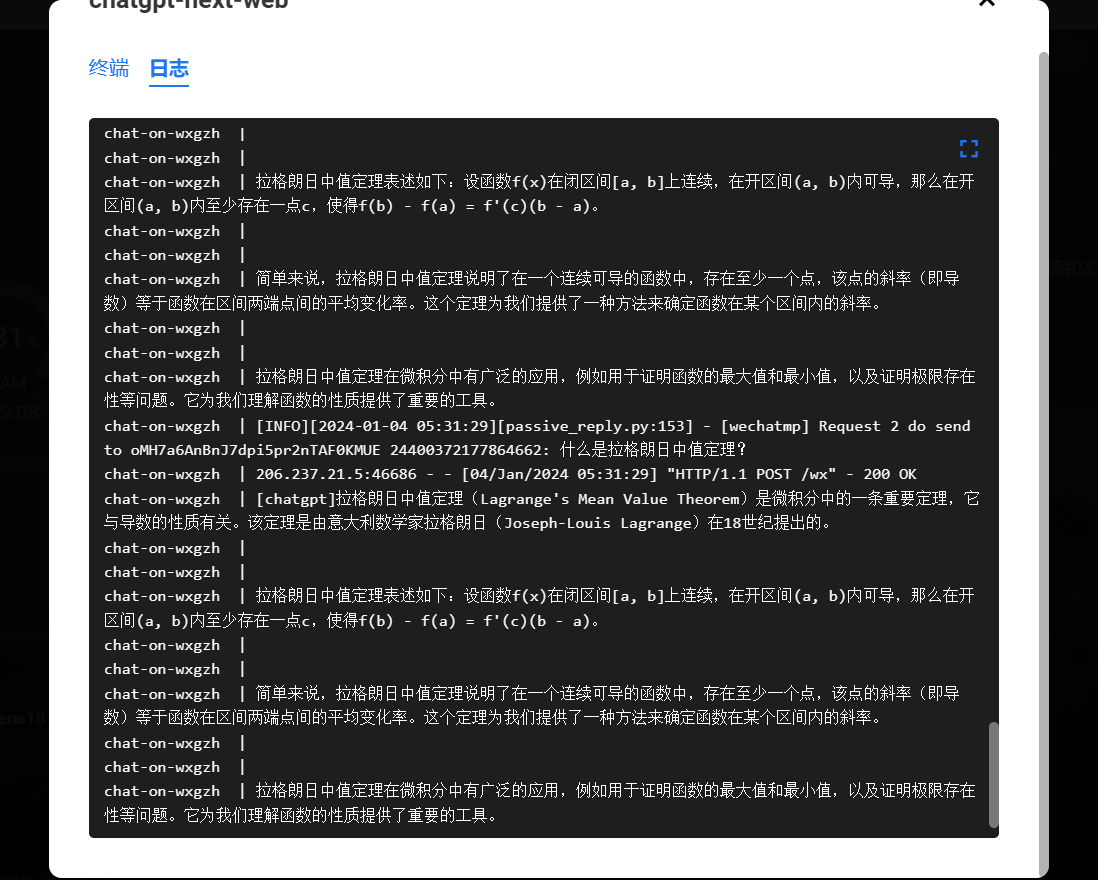 chatgpt-next-web
终端 日志
chat-on-wxgzh  |
chat-on-wxgzh  |
chat-on-wxgzh  | 拉格朗日中值定理表述如下：设函数f(x)在闭区间[a, b]上连续，在开区间(a, b)内可导，那么在开
区间(a, b)内至少存在一点c，使得f(b) - f(a) = f'(c)(b - a)。
chat-on-wxgzh  |
chat-on-wxgzh  |
chat-on-wxgzh  | 简单来说，拉格朗日中值定理说明了在一个连续可导的函数中，存在至少一个点，该点的斜率（即导
数）等于函数在区间两端点间的平均变化率。这个定理为我们提供了一种方法来确定函数在某个区间内的斜率。
chat-on-wxgzh  |
chat-on-wxgzh  |
chat-on-wxgzh  | 拉格朗日中值定理在微积分中有广泛的应用，例如用于证明函数的最大值和最小值，以及证明极限存在
性等问题。它为我们理解函数的性质提供了重要的工具。
chat-on-wxgzh  | [INFO][2024-01-04 05:31:29][passive_reply.py:153] - [wechatmp] Request 2 do send
to oMH7a6AnBnJ7dpi5pr2nTAF0KMUE 24400372177864662: 什么是拉格朗日中值定理？
chat-on-wxgzh  | 206.237.21.5:46686 - - [04/Jan/2024 05:31:29] "HTTP/1.1 POST /wx" - 200 OK
chat-on-wxgzh  | [chatgpt]拉格朗日中值定理（Lagrange's Mean Value Theorem）是微积分中的一条重要定理，它
与导数的性质有关。该定理是由意大利数学家拉格朗日（Joseph-Louis Lagrange）在18世纪提出的。
chat-on-wxgzh  |
chat-on-wxgzh  |
chat-on-wxgzh  | 拉格朗日中值定理表述如下：设函数f(x)在闭区间[a, b]上连续，在开区间(a, b)内可导，那么在开
区间(a, b)内至少存在一点c，使得f(b) - f(a) = f'(c)(b - a)。
chat-on-wxgzh  |
chat-on-wxgzh  |
chat-on-wxgzh  | 简单来说，拉格朗日中值定理说明了在一个连续可导的函数中，存在至少一个点，该点的斜率（即导
数）等于函数在区间两端点间的平均变化率。这个定理为我们提供了一种方法来确定函数在某个区间内的斜率。
chat-on-wxgzh  |
chat-on-wxgzh  |
chat-on-wxgzh  | 拉格朗日中值定理在微积分中有广泛的应用，例如用于证明函数的最大值和最小值，以及证明极限存在
性等问题。它为我们理解函数的性质提供了重要的工具。